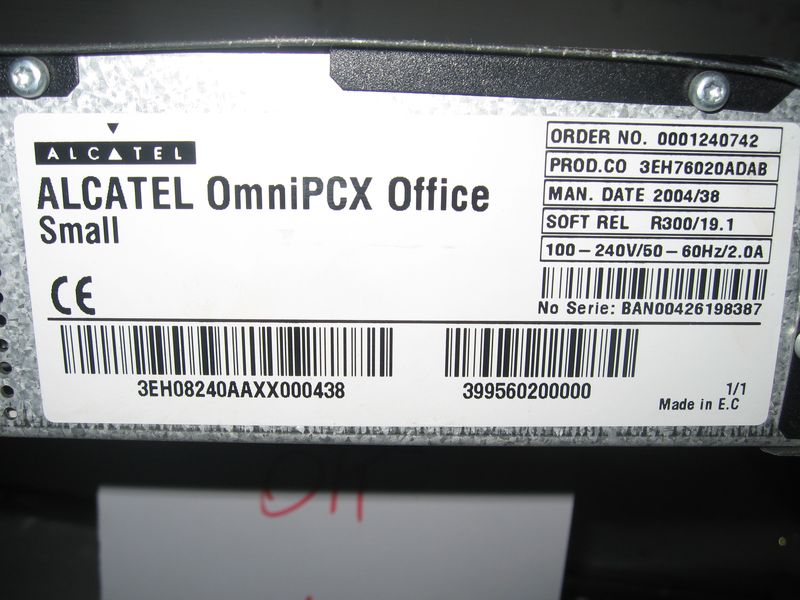 ALCATEL
ALCATEL OmniPCX Office
Small
ORDER NO. 0001240742
PROD.CO 3EH76020ADAB
MAN. DATE 2004/38
SOFT REL R300/19.1
100-240V/50-60Hz/2.0A
CE
No Serie: BAN00426198387
3EH08240AAXX000438
399560200000
1/1
Made in E.C